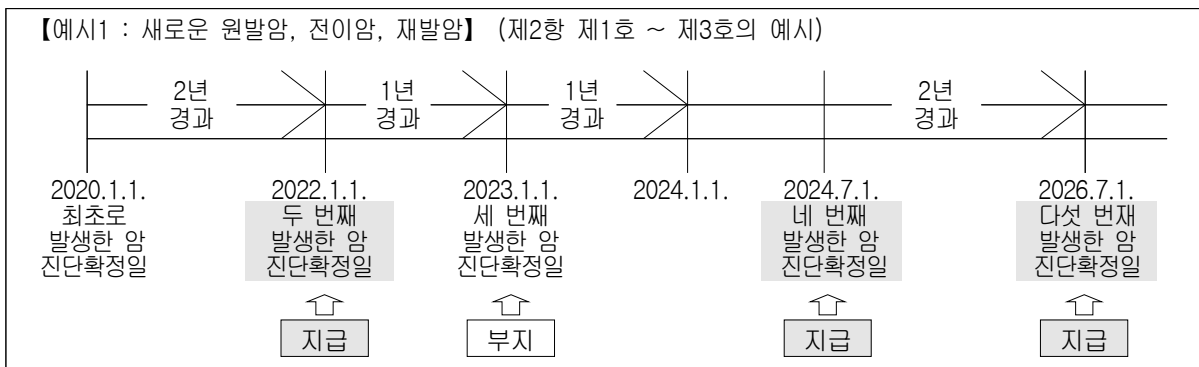 【예시1 : 새로운 원발암, 전이암, 재발암】 (제2항 제1호 ~ 제3호의 예시)
2년 경과
1년 경과
1년 경과
2년 경과
2020.1.1.
최초로
발생한 암
진단확정일
2022.1.1.
두 번째
발생한 암
진단확정일
지급
2023.1.1.
세 번째
발생한 암
진단확정일
부지
2024.1.1.
2024.7.1.
네 번째
발생한 암
진단확정일
지급
2026.7.1.
다섯 번재
발생한 암
진단확정일
지급